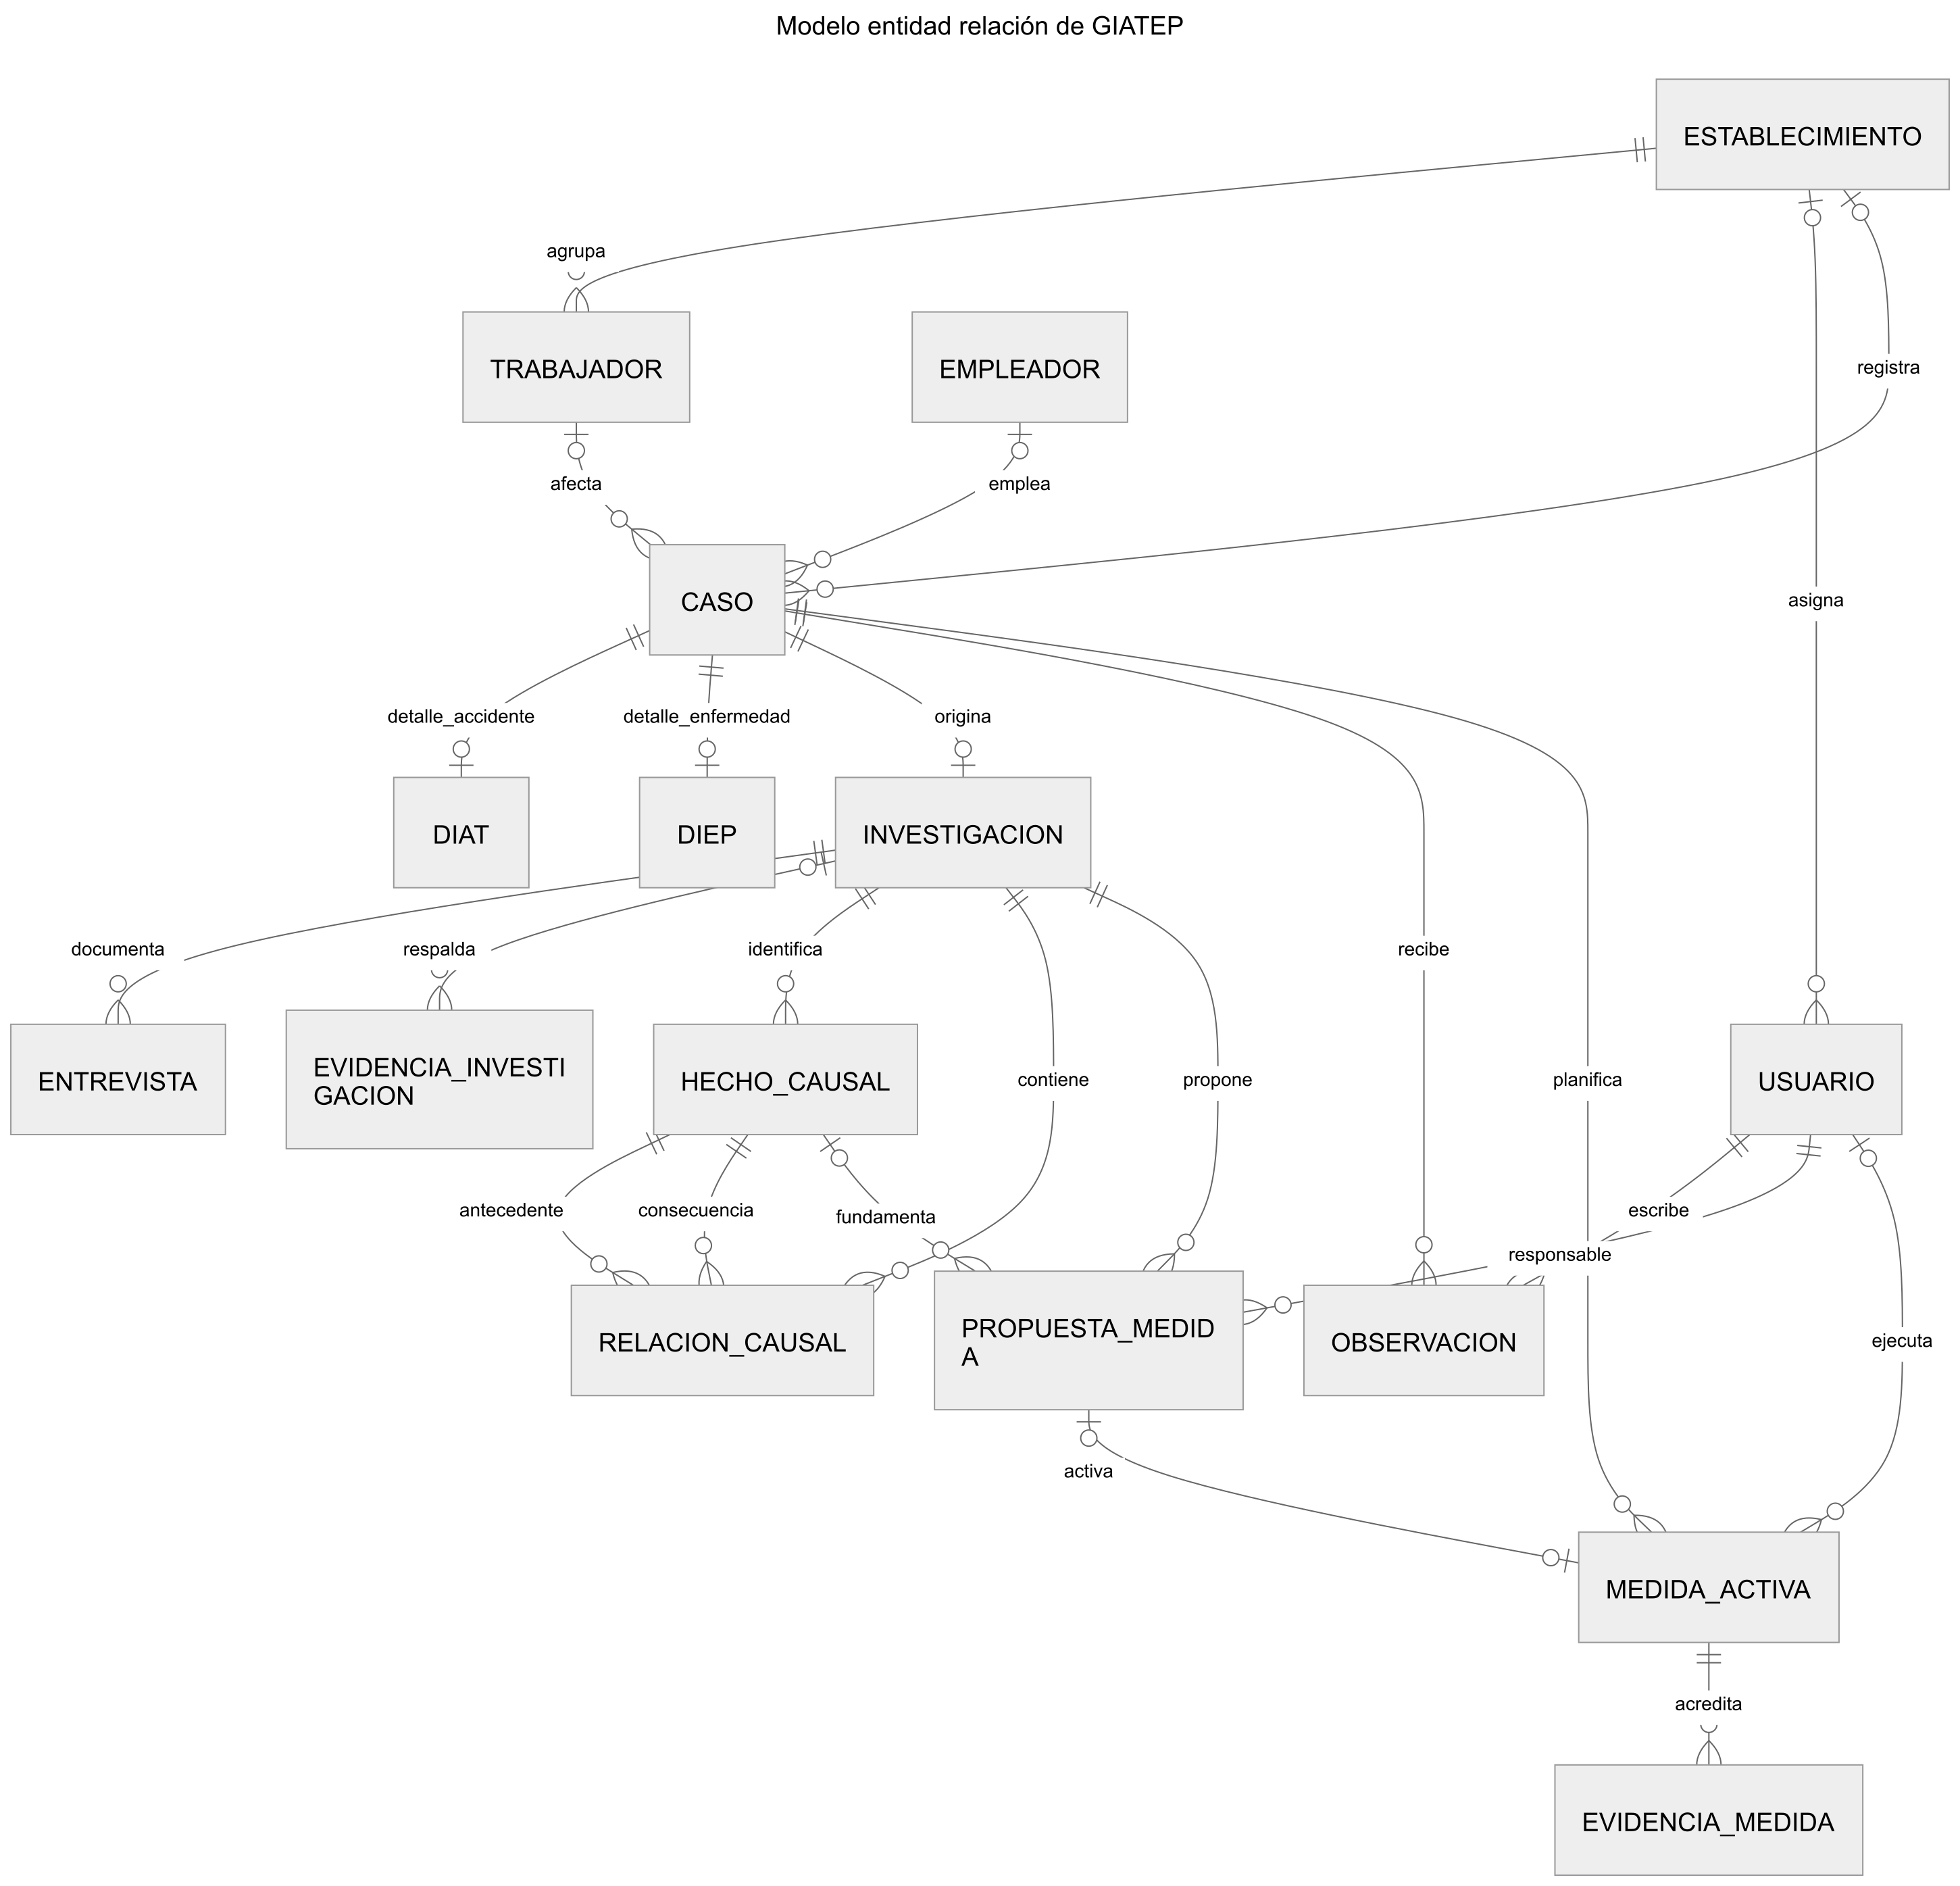 Modelo entidad relación de GIATEP
ESTABLECIMIENTO
agrupa
TRABAJADOR
EMPLEADOR
registra
afecta
emplea
CASO
asigna
detalle_accidente
detalle_enfermedad
origina
DIAT
DIEP
INVESTIGACION
documenta
respalda
identifica
recibe
ENTREVISTA
EVIDENCIA_INVESTI
GACION
HECHO_CAUSAL
contiene
propone
planifica
USUARIO
antecedente
consecuencia
fundamenta
escribe
responsable
RELACION_CAUSAL
PROPUESTA_MEDID
A
OBSERVACION
ejecuta
activa
MEDIDA_ACTIVA
acredita
EVIDENCIA_MEDIDA